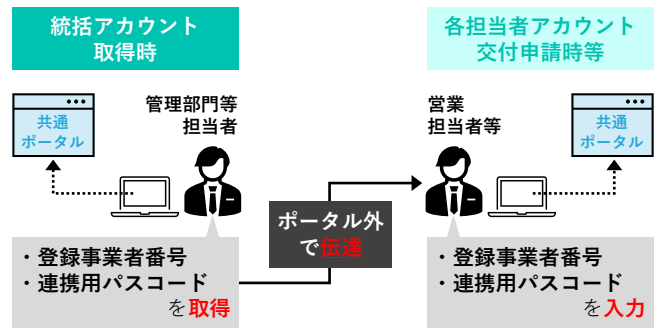 統括アカウント
取得時
共通
ポータル
管理部門等
担当者
・登録事業者番号
・連携用パスコード
を取得
ポータル外
で伝達
各担当者アカウント
交付申請時等
営業
担当者等
共通
ポータル
・登録事業者番号
・連携用パスコード
を入力